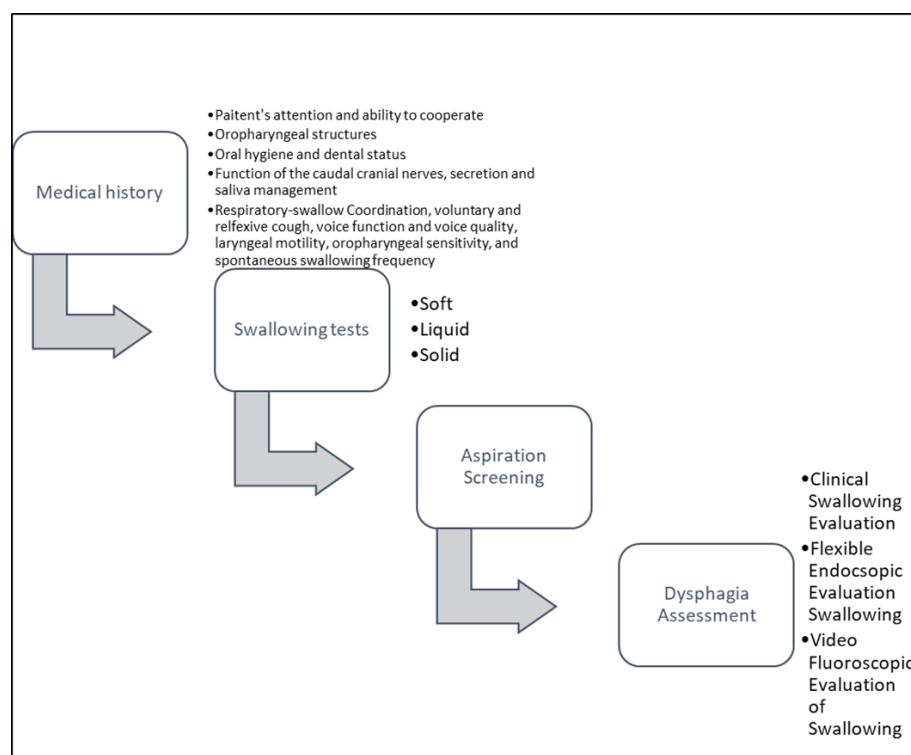 Medical history
•Paitent's attention and ability to cooperate
•Oropharyngeal structures
•Oral hygiene and dental status
•Function of the caudal cranial nerves, secretion and
saliva management
•Respiratory-swallow Coordination, voluntary and
relfexive cough, voice function and voice quality,
laryngeal motility, oropharyngeal sensitivity, and
spontaneous swallowing frequency
Swallowing tests
•Soft
•Liquid
•Solid
Aspiration
Screening
Dysphagia
Assessment
•Clinical
Swallowing
Evaluation
•Flexible
Endocsopic
Evaluation
Swallowing
•Video
Fluoroscopic
Evaluation
of
Swallowing